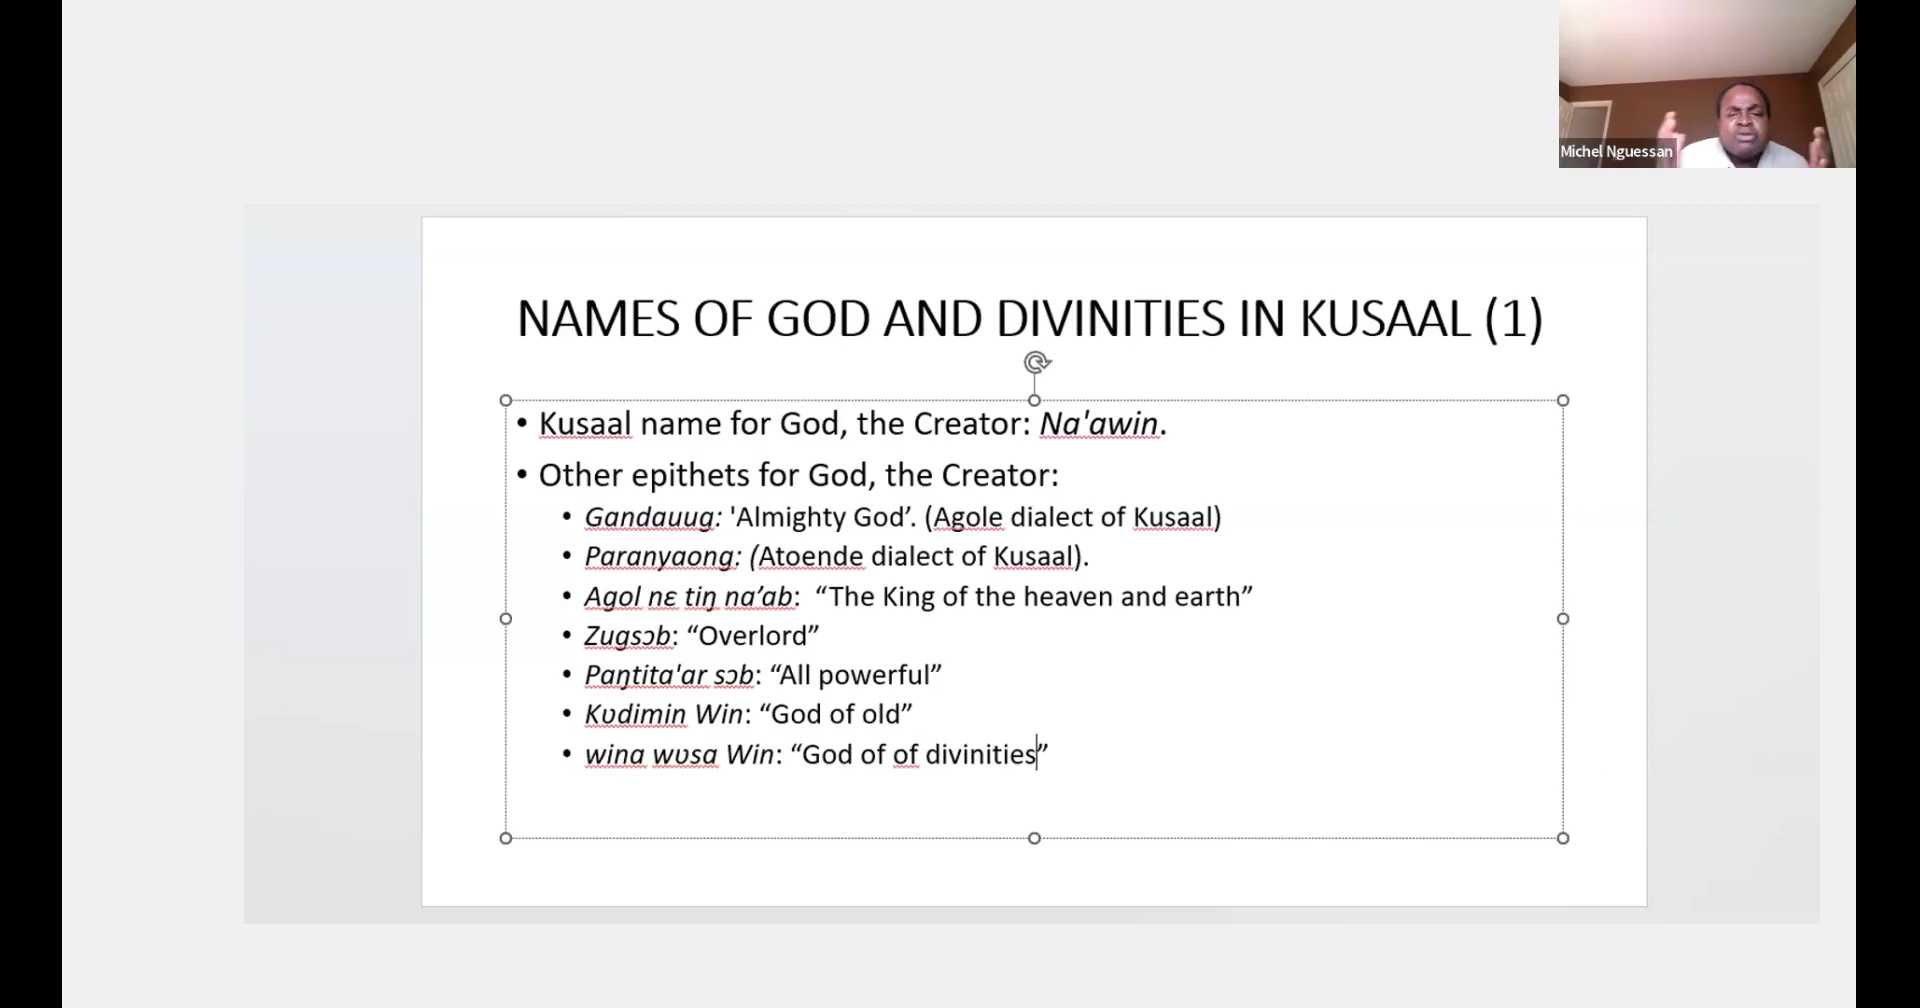 Michel Nguessan
NAMES OF GOD AND DIVINITIES IN KUSAAL (1)
• Kusaal name for God, the Creator: Na'awin.
• Other epithets for God, the Creator:
• Gandauug: 'Almighty God’. (Agole dialect of Kusaal)
• Paranyaong: (Atoende dialect of Kusaal).
• Agol nɛ tiŋ na’ab: “The King of the heaven and earth”
• Zugsɔb: “Overlord”
• Paŋtita'ar sɔb: “All powerful”
• Kʋdimin Win: “God of old”
• wina wʋsa Win: “God of of divinities”